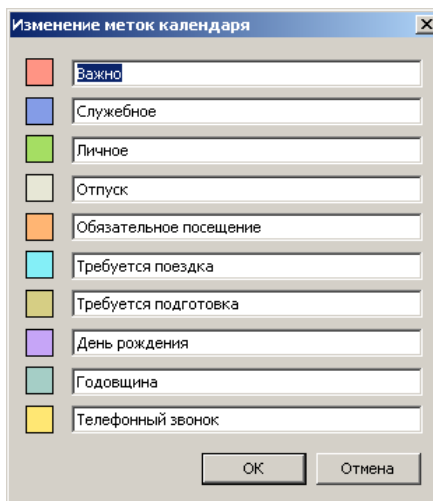 Изменение меток календаря
Важно
Служебное
Личное
Отпуск
Обязательное посещение
Требуется поездка
Требуется подготовка
День рождения
Годовщина
Телефонный звонок
ОК Отмена